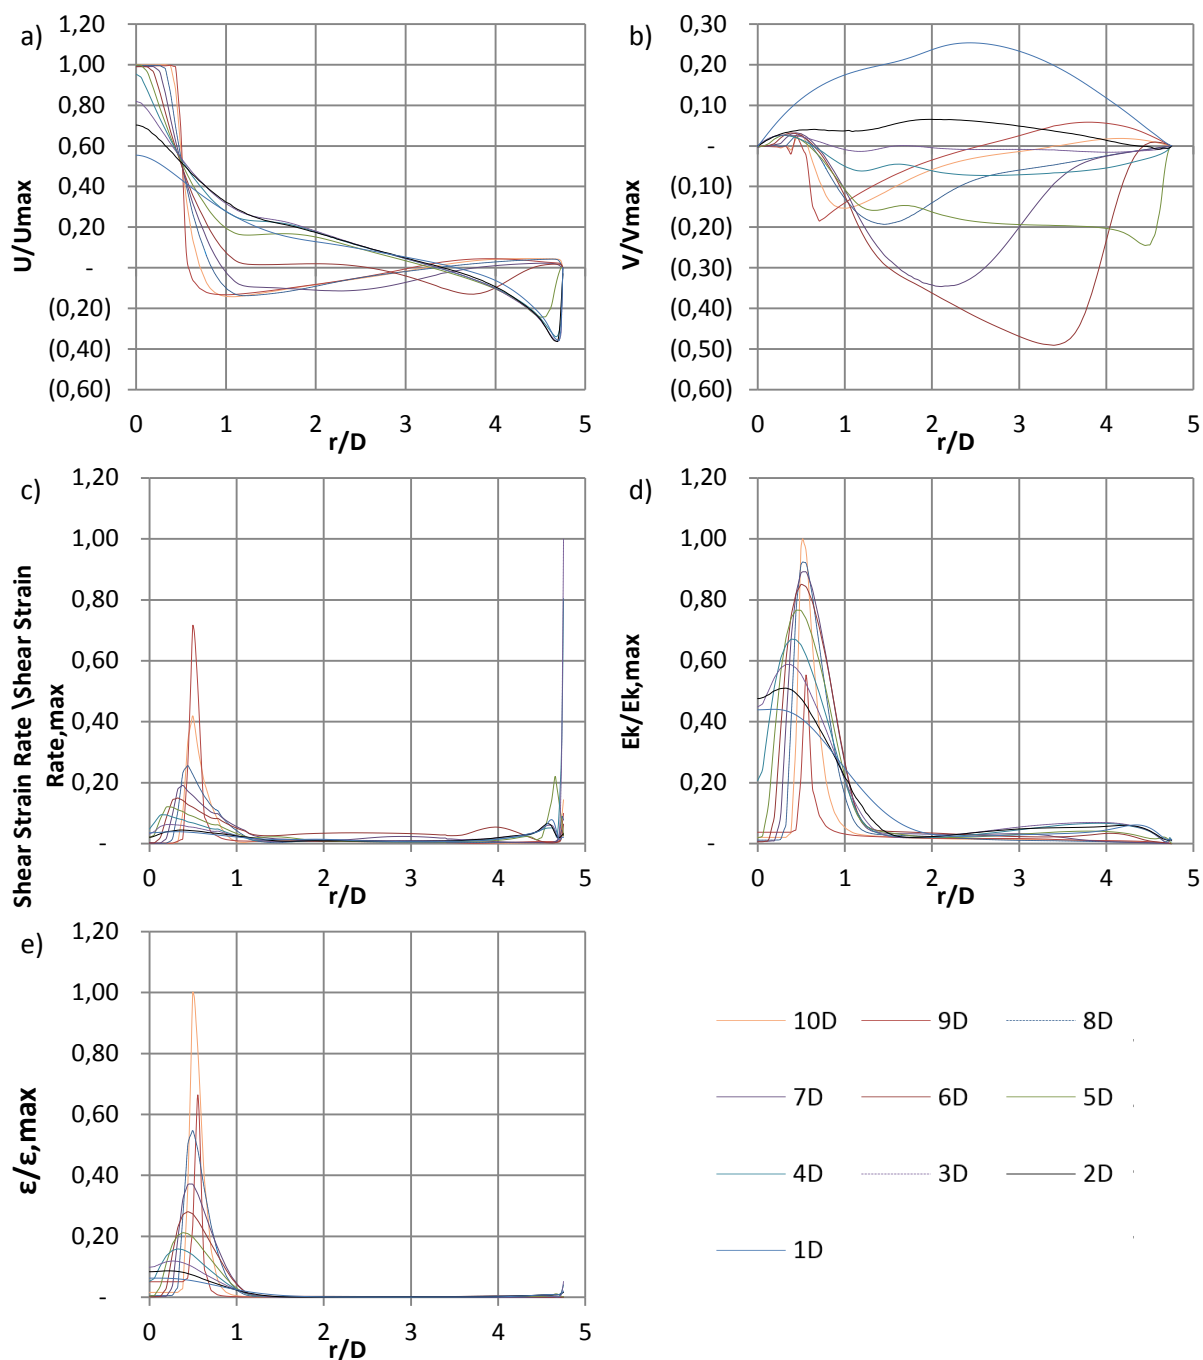 a)
1,20
1,00
0,80
0,60
0,40
0,20
-
(0,20)
(0,40)
(0,60)
U/Umax
0 1 2 3 4 5
r/D
b)
0,30
0,20
0,10
-
(0,10)
(0,20)
(0,30)
(0,40)
(0,50)
(0,60)
V/Vmax
0 1 2 3 4 5
r/D
c)
1,20
1,00
0,80
0,60
0,40
0,20
-
Shear Strain Rate \Shear Strain
Rate,max
0 1 2 3 4 5
r/D
d)
1,20
1,00
0,80
0,60
0,40
0,20
-
Ek/Ek,max
0 1 2 3 4 5
r/D
e)
1,20
1,00
0,80
0,60
0,40
0,20
-
ε/ε,max
0 1 2 3 4 5
r/D
10D 9D 8D
7D 6D 5D
4D 3D 2D
1D